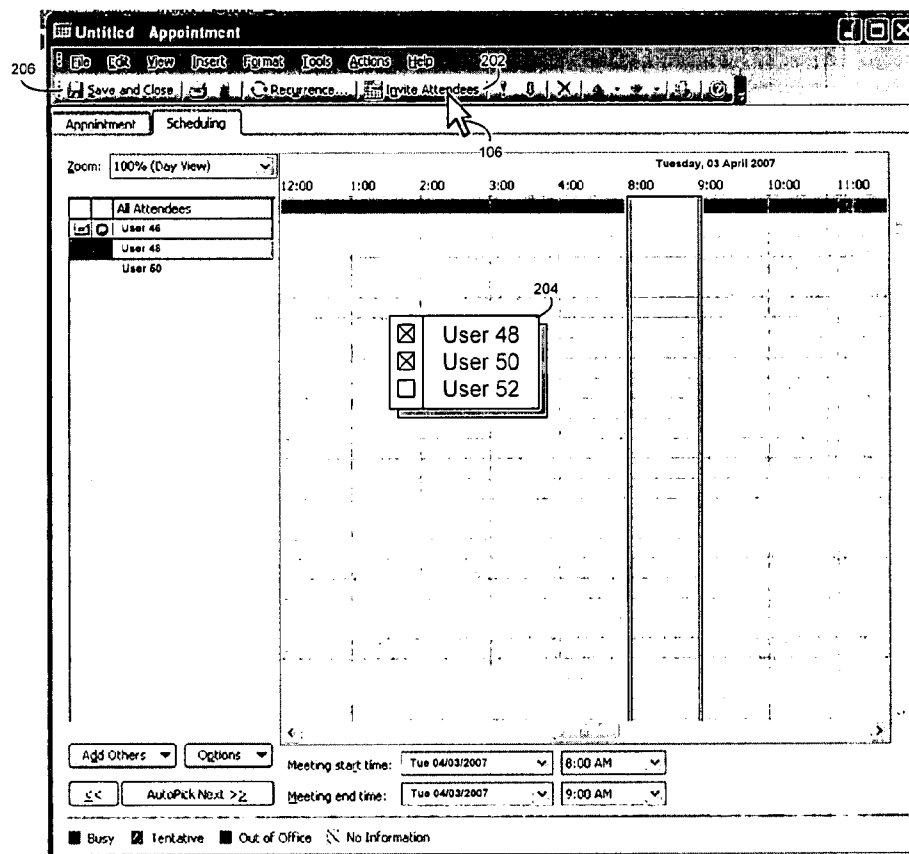 Untitled Appointment
File Edit View Insert Format Tools Actions Help 202
206
Save and Close Recurrence... Invite Attendees
Appointment Scheduling
106
Zoom: 100% (Day View)
Tuesday, 03 April 2007
12:00 1:00 2:00 3:00 4:00 8:00 9:00 10:00 11:00
All Attendees
User 46
User 48
User 50
204
User 48
User 50
User 52
Add Others Options
Meeting start time: Tue 04/03/2007 8:00 AM
<< AutoPick Next >>
Meeting end time: Tue 04/03/2007 9:00 AM
Busy Tentative Out of Office No Information